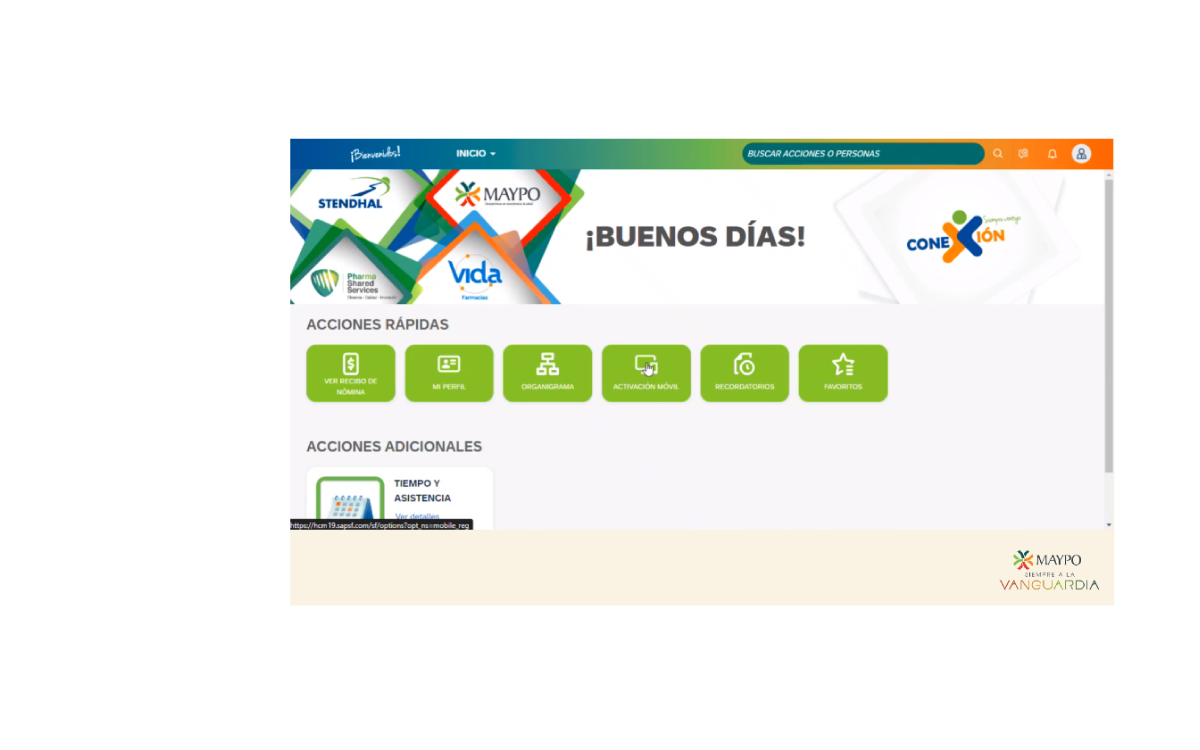 ¡Bienvenidos!
INICIO
BUSCAR ACCIONES O PERSONAS
STENDHAL
MAYPO
¡BUENOS DÍAS!
Siempre contigo
CONEXIÓN
Pharma
Shared
Services
Vida
Farmacias
ACCIONES RÁPIDAS
VER RECIBO DE
NÓMINA
MI PERFIL
ORGANIGRAMA
ACTIVACIÓN MÓVIL
RECORDATORIOS
FAVORITOS
ACCIONES ADICIONALES
TIEMPO Y
ASISTENCIA
Ver detalles
https://hcm19.sapsf.com/sf/options?opt_ns=mobile_reg
MAYPO
SIEMPRE A LA
VANGUARDIA